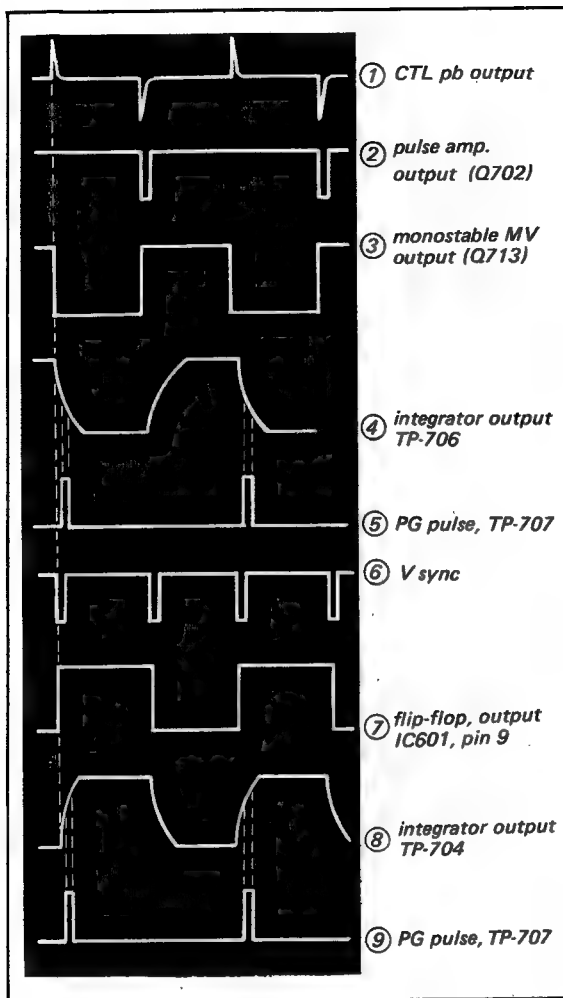 ① CTL pb output
② pulse amp.
output (Q702)
③ monostable MV
output (Q713)
④ integrator output
TP-706
⑤ PG pulse, TP-707
⑥ V sync
⑦ flip-flop, output
IC601, pin 9
⑧ integrator output
TP-704
⑨ PG pulse, TP-707